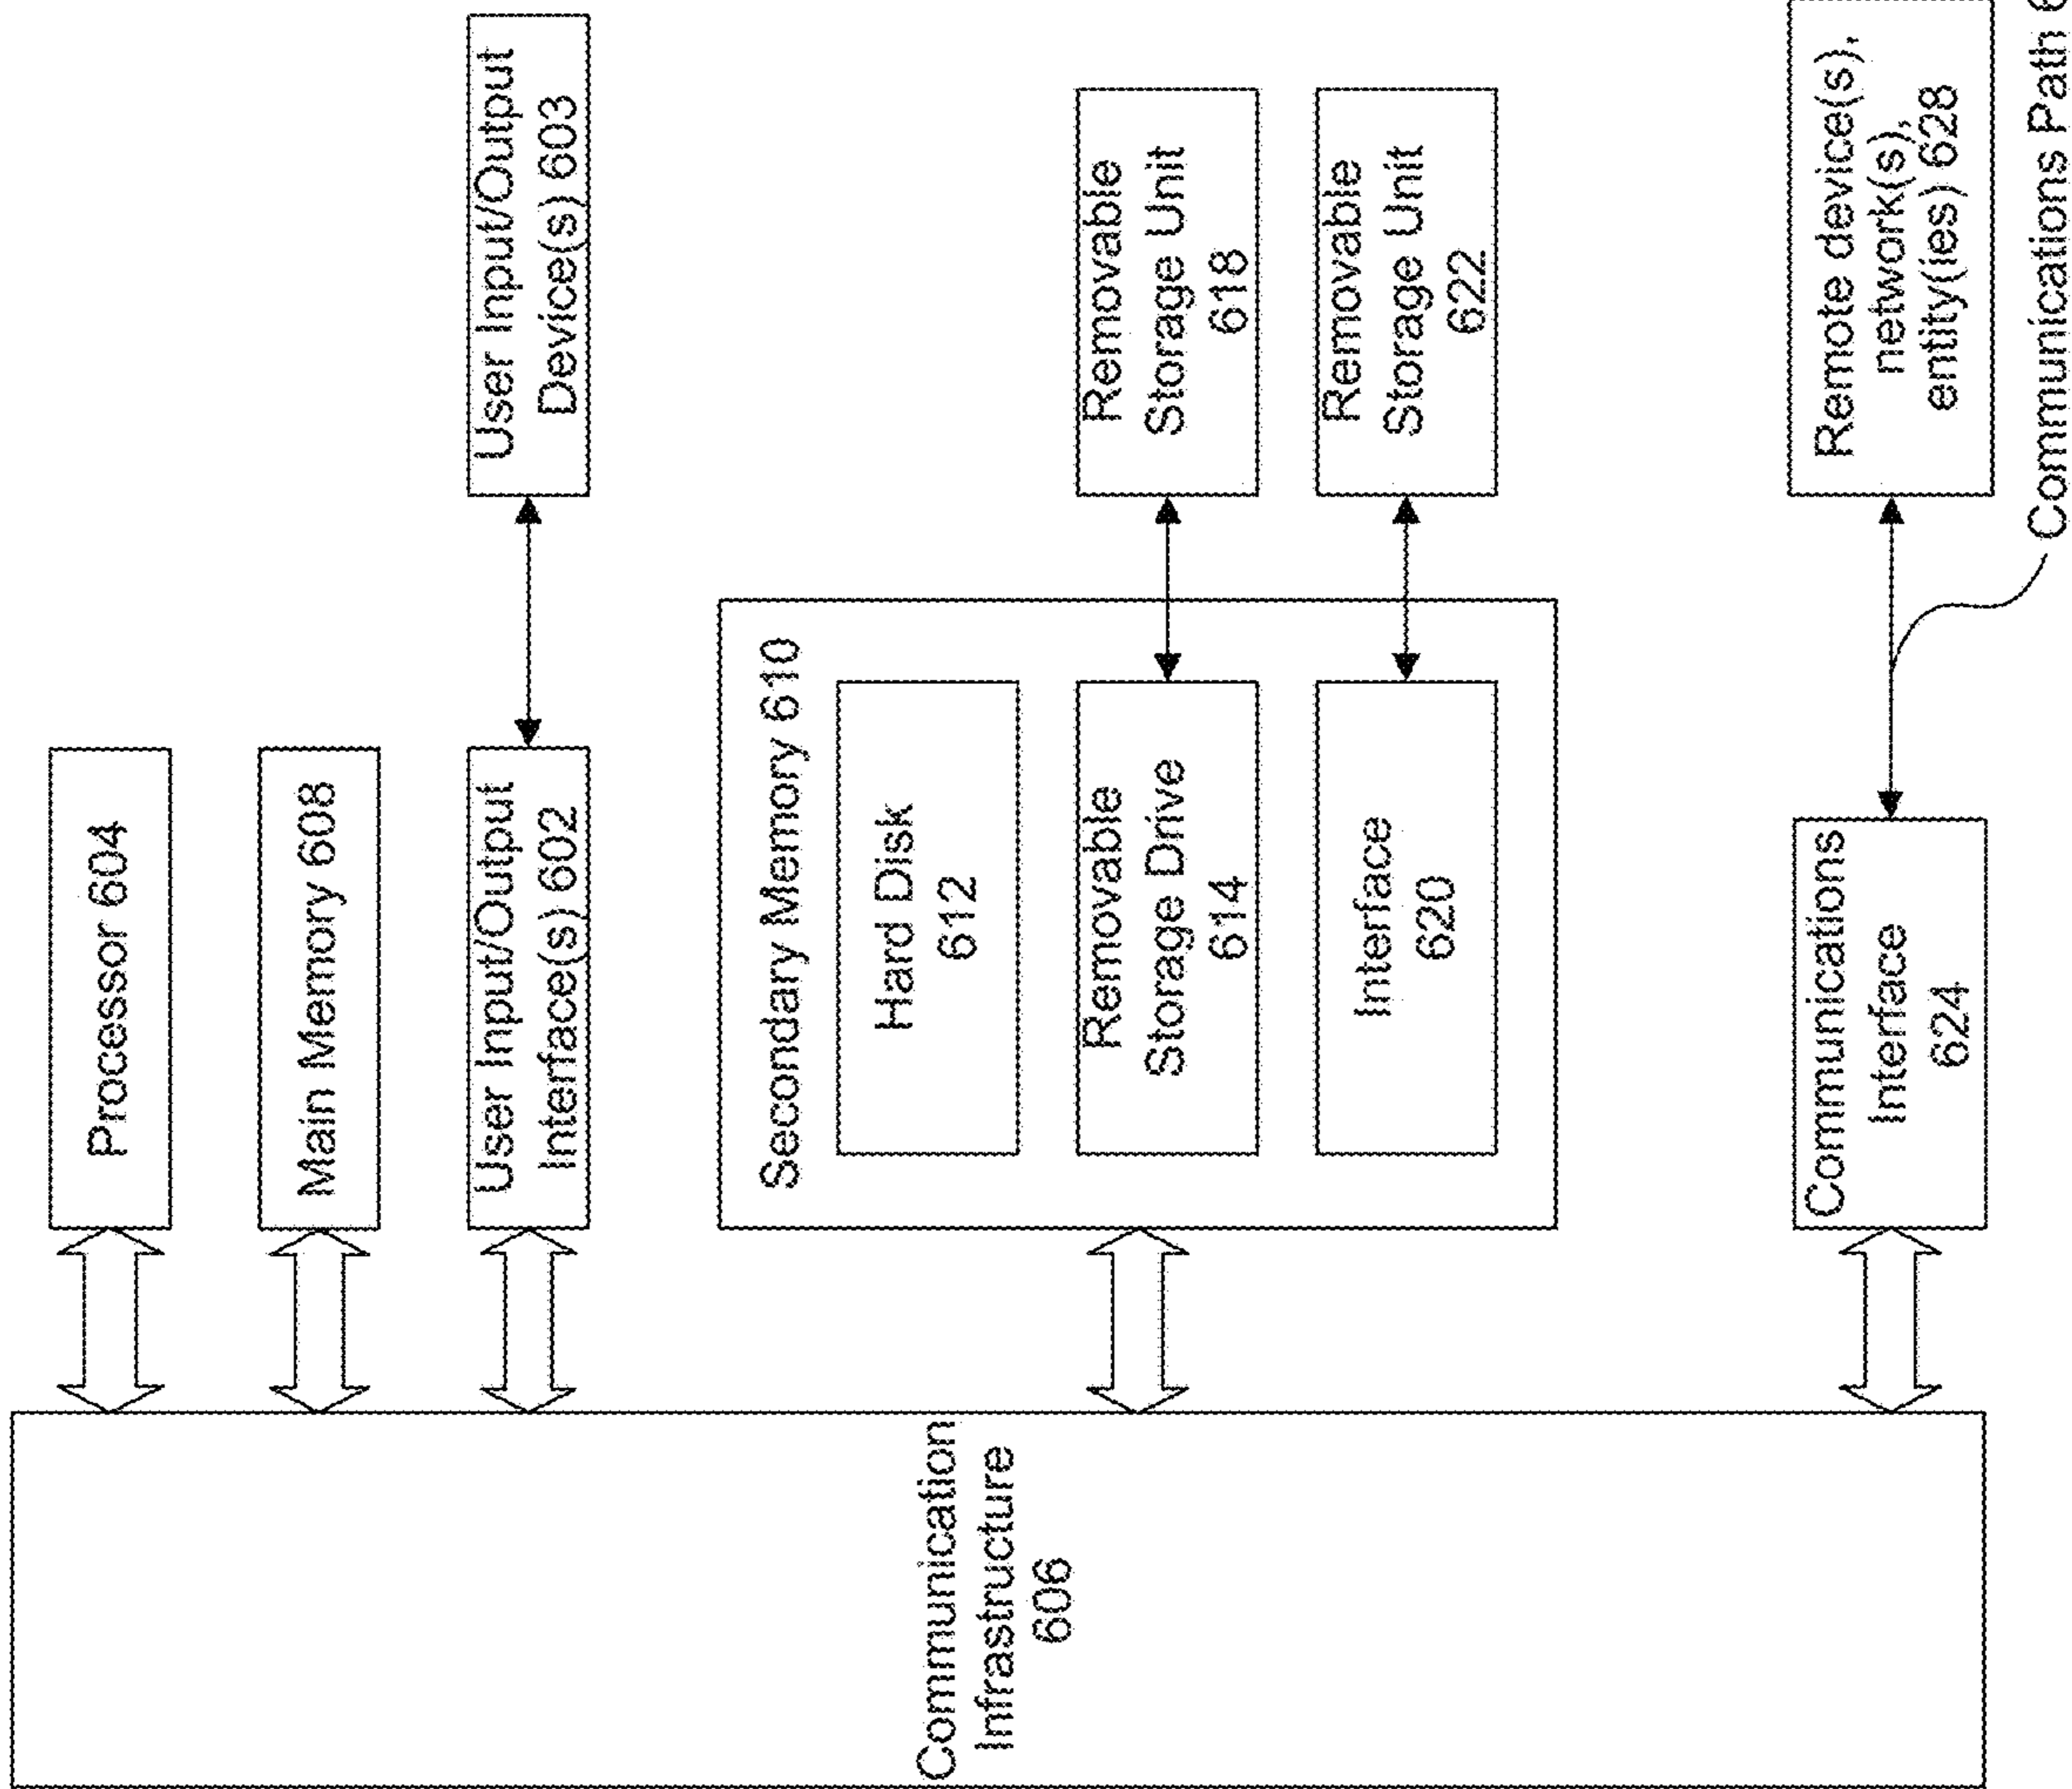 Processor 604
Main Memory 608
User Input/Output
Interface(s) 602
User Input/Output
Device(s) 603
Secondary Memory 610
Hard Disk
612
Removable
Storage Drive
614
Interface
620
Removable
Storage Unit
618
Removable
Storage Unit
622
Communication
Infrastructure
606
Communications
Interface
624
Remote device(s),
network(s),
entity(ies) 628
Communications Path